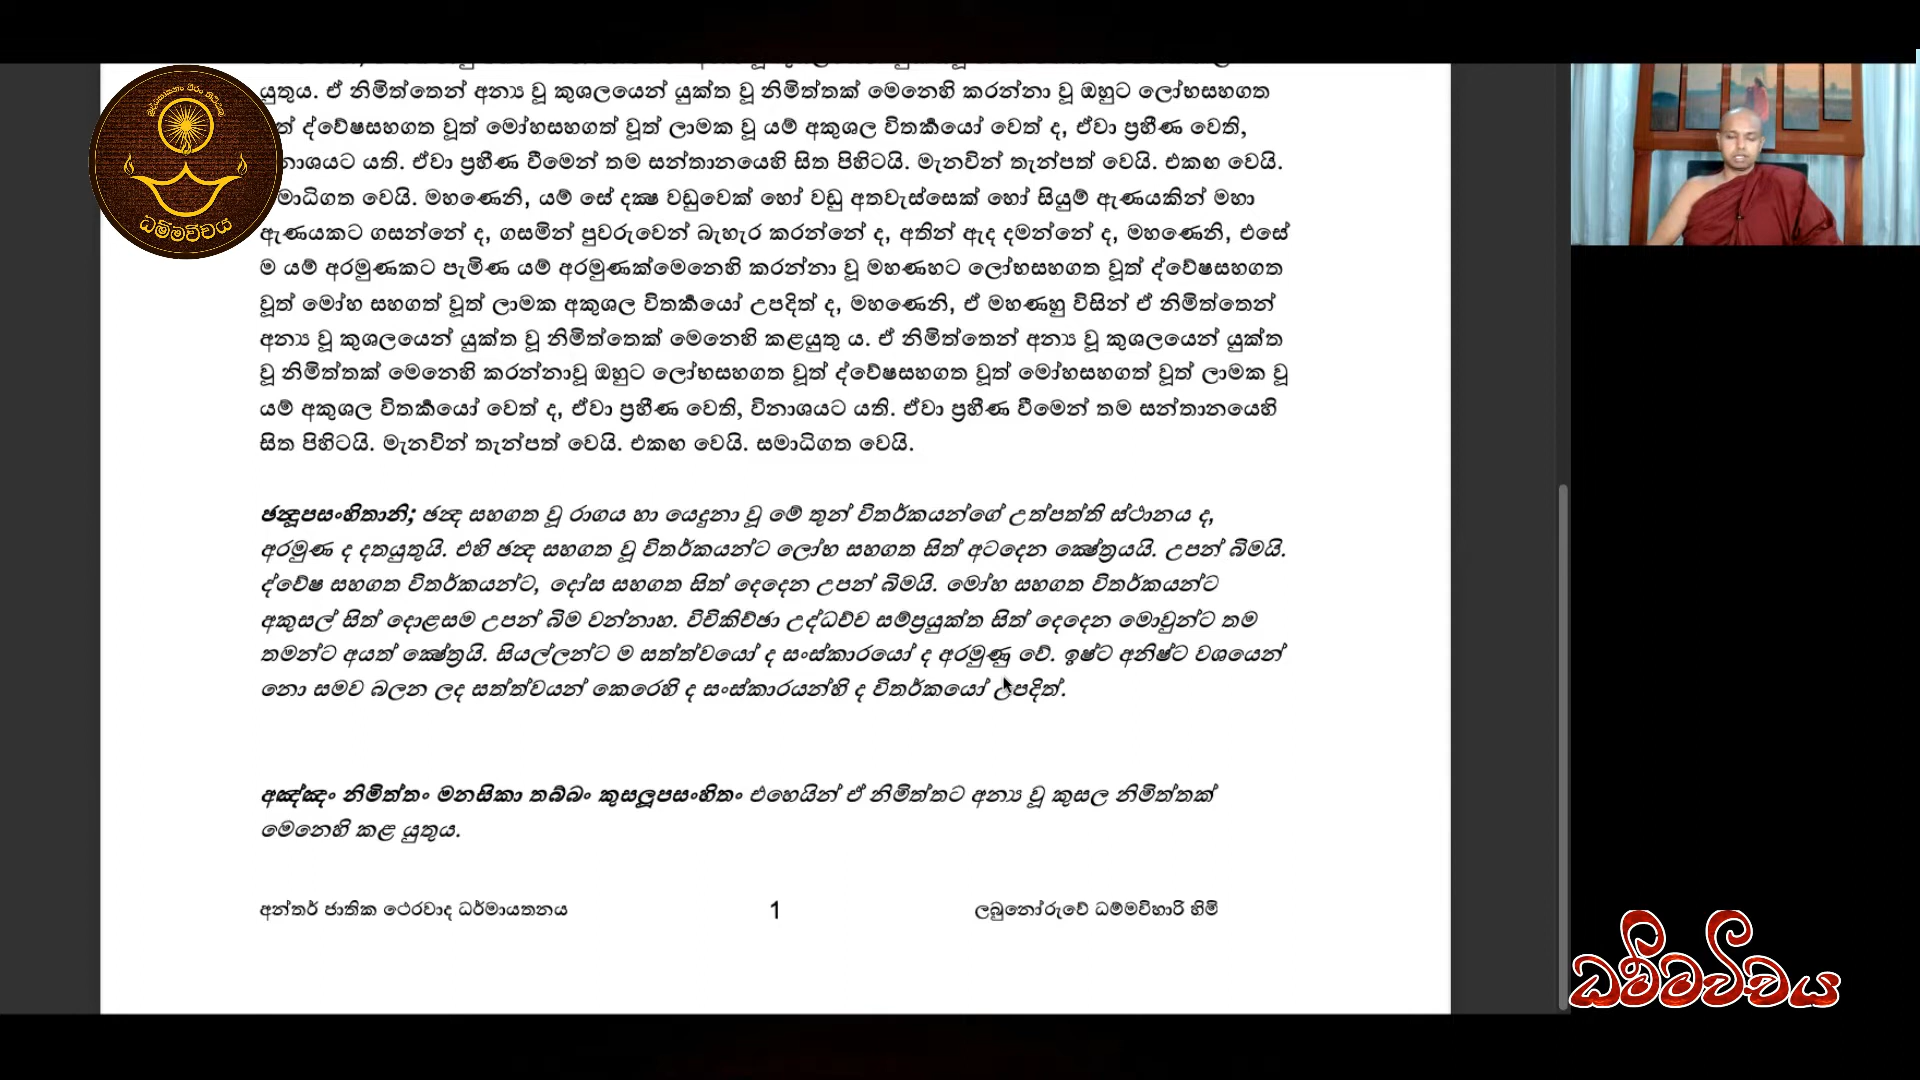 යුතුය. ඒ නිමිත්තෙන් අන්‍ය වූ කුශලයෙන් යුක්ත වූ නිමිත්තක් මෙනෙහි කරන්නා වූ ඔහුට ලෝභසහගත
ද්වේෂසහගත වූත් මෝහසහගත් වූත් ලාමක වූ යම් අකුශල විතර්‍කයෝ වෙත් ද, ඒවා ප්‍රහීණ වෙති,
යති. ඒවා ප්‍රහීණ වීමෙන් තම සන්තානයෙහි සිත පිහිටයි. මැනවින් තැන්පත් වෙයි. එකඟ වෙයි.
වෙයි. මහණෙනි, යම් සේ දක්‍ෂ වඩුවෙක් හෝ වඩු අතවැස්සෙක් හෝ සියුම් ඇණයකින් මහා
ඇණයකට ගසන්නේ ද, ගසමින් පුවරුවෙන් බැහැර කරන්නේ ද, අතින් ඇද දමන්නේ ද, මහණෙනි, එසේ
ම යම් අරමුණකට පැමිණ යම් අරමුණක්මෙනෙහි කරන්නා වූ මහණහට ලෝභසහගත වූත් ද්වේෂසහගත
වූත් මෝහ සහගත් වූත් ලාමක අකුශල විතර්‍කයෝ උපදිත් ද, මහණෙනි, ඒ මහණහු විසින් ඒ නිමිත්තෙන්
අන්‍ය වූ කුශලයෙන් යුක්ත වූ නිමිත්තෙක් මෙනෙහි කළයුතු ය. ඒ නිමිත්තෙන් අන්‍ය වූ කුශලයෙන් යුක්ත
වූ නිමිත්තක් මෙනෙහි කරන්නාවූ ඔහුට ලෝභසහගත වූත් ද්වේෂසහගත වූත් මෝහසහගත් වූත් ලාමක වූ
යම් අකුශල විතර්‍කයෝ වෙත් ද, ඒවා ප්‍රහීණ වෙති, විනාශයට යති. ඒවා ප්‍රහීණ වීමෙන් තම සන්තානයෙහි
සිත පිහිටයි. මැනවින් තැන්පත් වෙයි. එකඟ වෙයි. සමාධිගත වෙයි.
ඡන්‍දූපසංහිතානි; ඡන්‍ද සහගත වූ රාගය හා යෙදුනා වූ මේ තුන් විතර්කයන්ගේ උත්පත්ති ස්ථානය ද,
අරමුණ ද දතයුතුයි. එහි ඡන්‍ද සහගත වූ විතර්කයන්ට ලෝභ සහගත සිත් අටදෙන ක්‍ෂේත්‍රයයි. උපන් බිමයි.
ද්වේෂ සහගත විතර්කයන්ට, දෝස සහගත සිත් දෙදෙන උපන් බිමයි. මෝහ සහගත විතර්කයන්ට
අකුසල් සිත් දොළසම උපන් බිම වන්නාහ. විචිකිච්ඡා උද්ධච්ච සම්ප්‍රයුක්ත සිත් දෙදෙන මොවුන්ට තම
තමන්ට අයත් ක්‍ෂේත්‍රයි. සියල්ලන්ට ම සත්ත්වයෝ ද සංස්කාරයෝ ද අරමුණු වේ. ඉෂ්ට අනිෂ්ට වශයෙන්
නො සමව බලන ලද සත්ත්වයන් කෙරෙහි ද සංස්කාරයන්හි ද විතර්කයෝ උපදිත්.
අඤ්ඤං නිමිත්තං මනසිකා තබ්බං කුසලූපසංහිතං එහෙයින් ඒ නිමිත්තට අන්‍ය වූ කුසල නිමිත්තක්
මෙනෙහි කළ යුතුය.
අන්තර් ජාතික ථෙරවාද ධර්මායතනය 1 ලබුනෝරුවේ ධම්මවිහාරි හිමි
ධම්මවිචය
ධම්මවිචය